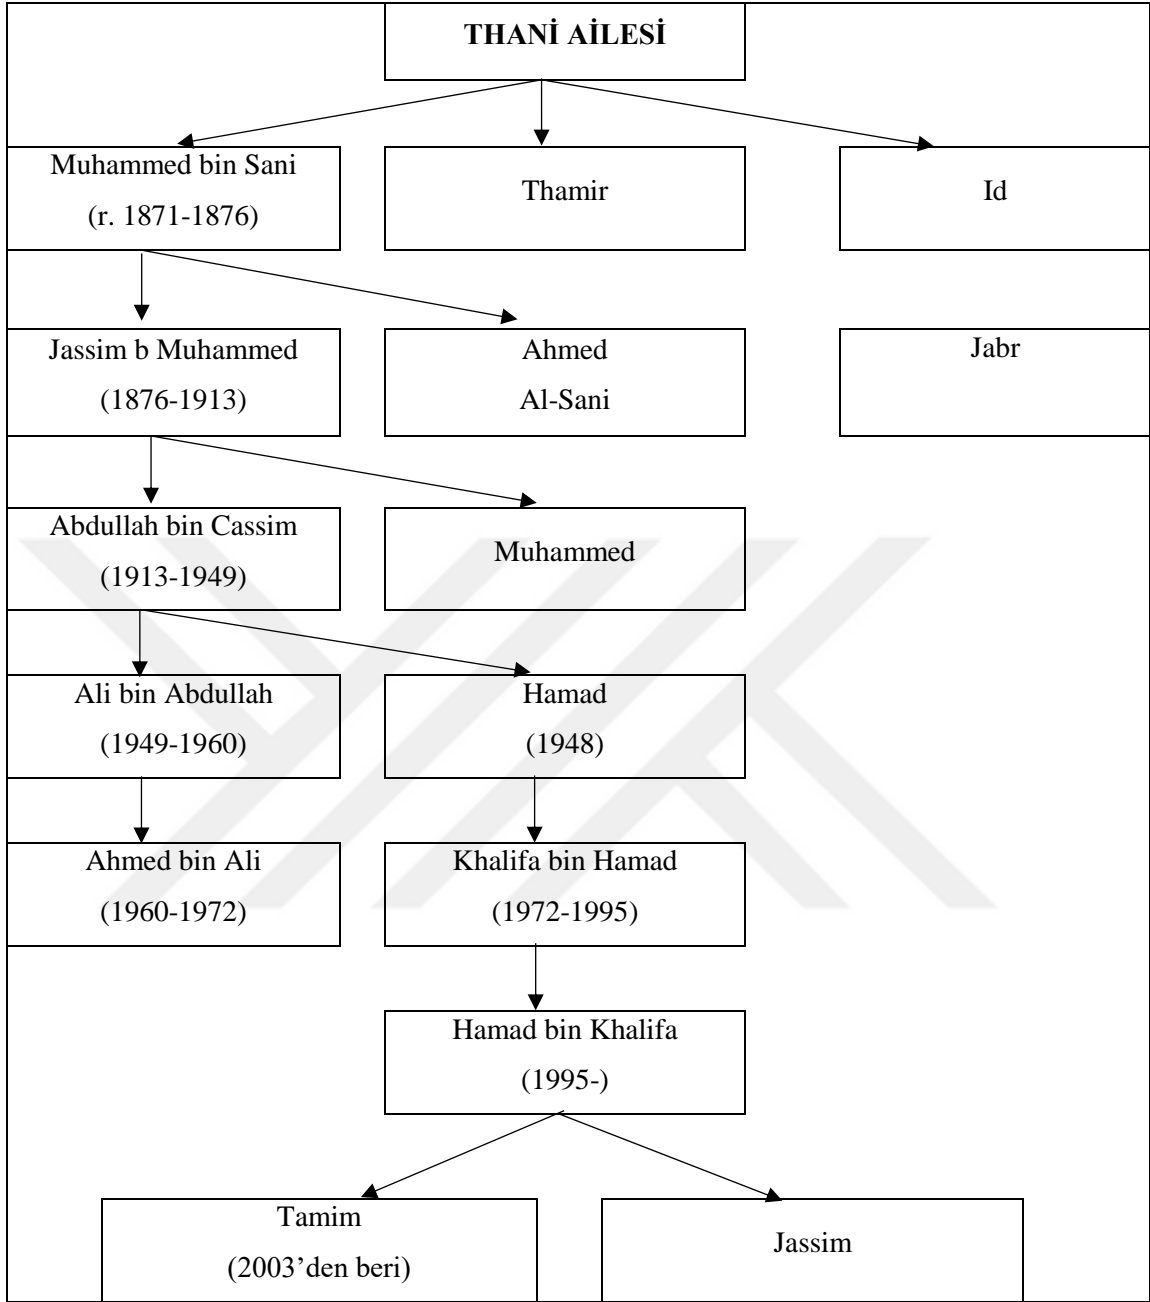 THANİ AİLESİ
Muhammed bin Sani
(r. 1871-1876)
Thamir
Id
Jassim b Muhammed
(1876-1913)
Ahmed
Al-Sani
Jabr
Abdullah bin Cassim
(1913-1949)
Muhammed
Ali bin Abdullah
(1949-1960)
Hamad
(1948)
Ahmed bin Ali
(1960-1972)
Khalifa bin Hamad
(1972-1995)
Hamad bin Khalifa
(1995-)
Tamim
(2003’den beri)
Jassim